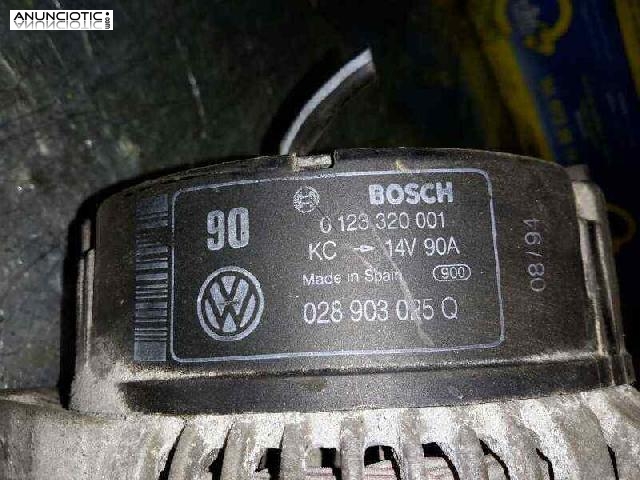 ANUNCIOTIC
90
BOSCH
0 123 320 001
KC → 14V 90A
Made in Spain 900
028 903 025 Q
08/94